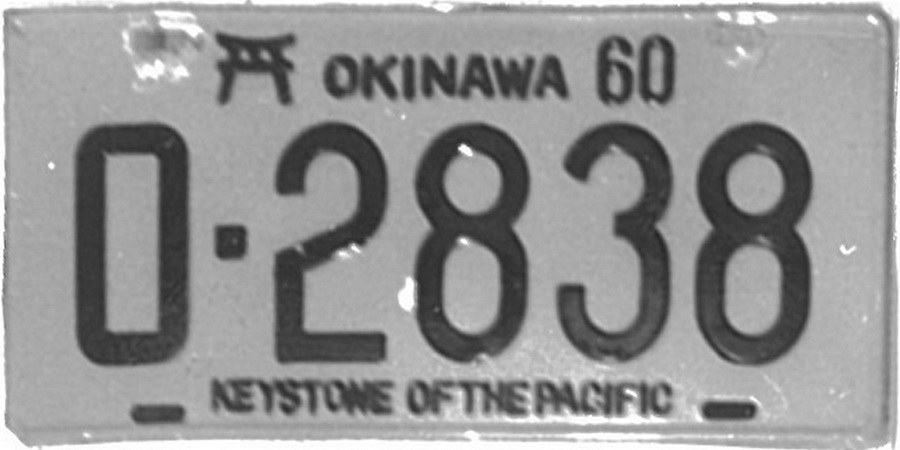 OKINAWA 60
0·2838
KEYSTONE OF THE PACIFIC